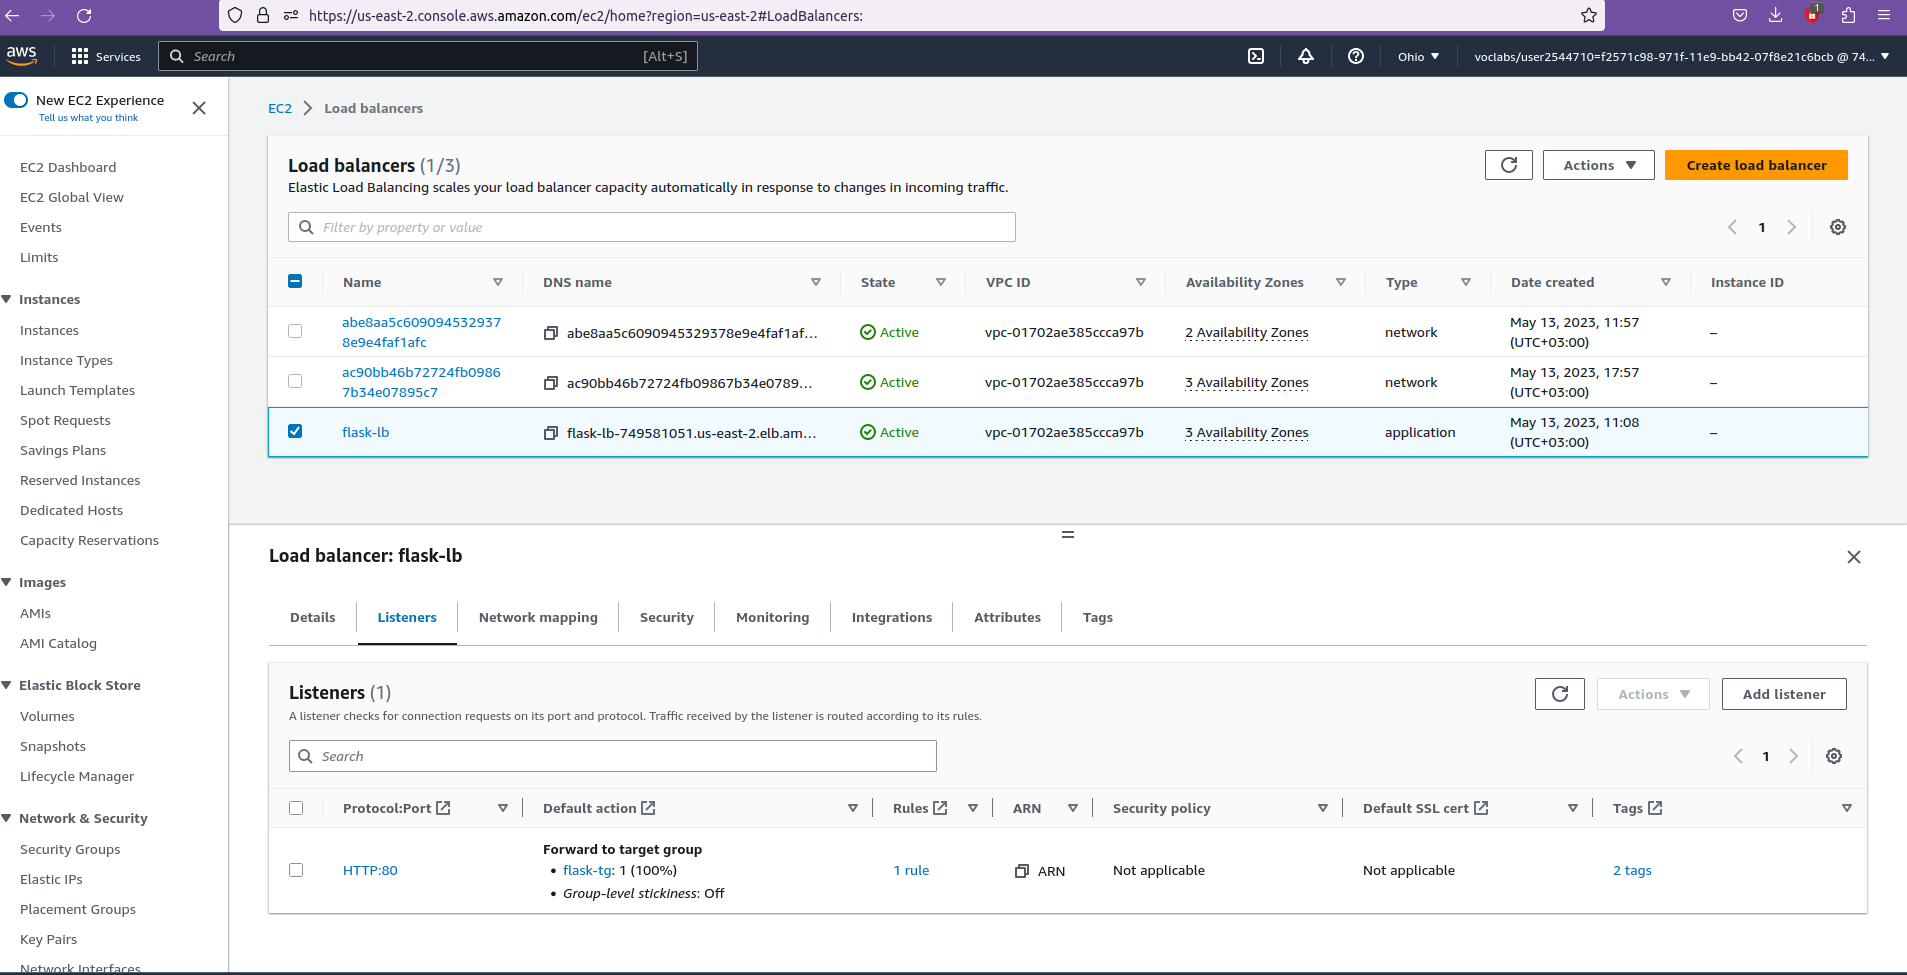 https://us-east-2.console.aws.amazon.com/ec2/home?region=us-east-2#LoadBalancers:
1
aws
Services
Search
[Alt+S]
Ohio
voclabs/user2544710=f2571c98-971f-11e9-bb42-07f8e21c6bcb @ 74...
New EC2 Experience
Tell us what you think
EC2 Dashboard
EC2 Global View
Events
Limits
Instances
Instances
Instance Types
Launch Templates
Spot Requests
Savings Plans
Reserved Instances
Dedicated Hosts
Capacity Reservations
Images
AMIs
AMI Catalog
Elastic Block Store
Volumes
Snapshots
Lifecycle Manager
Network & Security
Security Groups
Elastic IPs
Placement Groups
Key Pairs
Network Interfaces
EC2 Load balancers
Load balancers (1/3)
Elastic Load Balancing scales your load balancer capacity automatically in response to changes in incoming traffic.
Actions
Create load balancer
Filter by property or value
1
Name DNS name State VPC ID Availability Zones Type Date created Instance ID
abe8aa5c609094532937
8e9e4faf1afc
abe8aa5c6090945329378e9e4faf1af...
Active
vpc-01702ae385ccca97b
2 Availability Zones
network
May 13, 2023, 11:57
(UTC+03:00)
–
ac90bb46b72724fb0986
7b34e07895c7
ac90bb46b72724fb09867b34e0789...
Active
vpc-01702ae385ccca97b
3 Availability Zones
network
May 13, 2023, 17:57
(UTC+03:00)
–
flask-lb
flask-lb-749581051.us-east-2.elb.am...
Active
vpc-01702ae385ccca97b
3 Availability Zones
application
May 13, 2023, 11:08
(UTC+03:00)
–
Load balancer: flask-lb
Details Listeners Network mapping Security Monitoring Integrations Attributes Tags
Listeners (1)
A listener checks for connection requests on its port and protocol. Traffic received by the listener is routed according to its rules.
Actions
Add listener
Search
1
Protocol:Port Default action Rules ARN Security policy Default SSL cert Tags
HTTP:80
Forward to target group
• flask-tg: 1 (100%)
• Group-level stickiness: Off
1 rule
ARN
Not applicable
Not applicable
2 tags